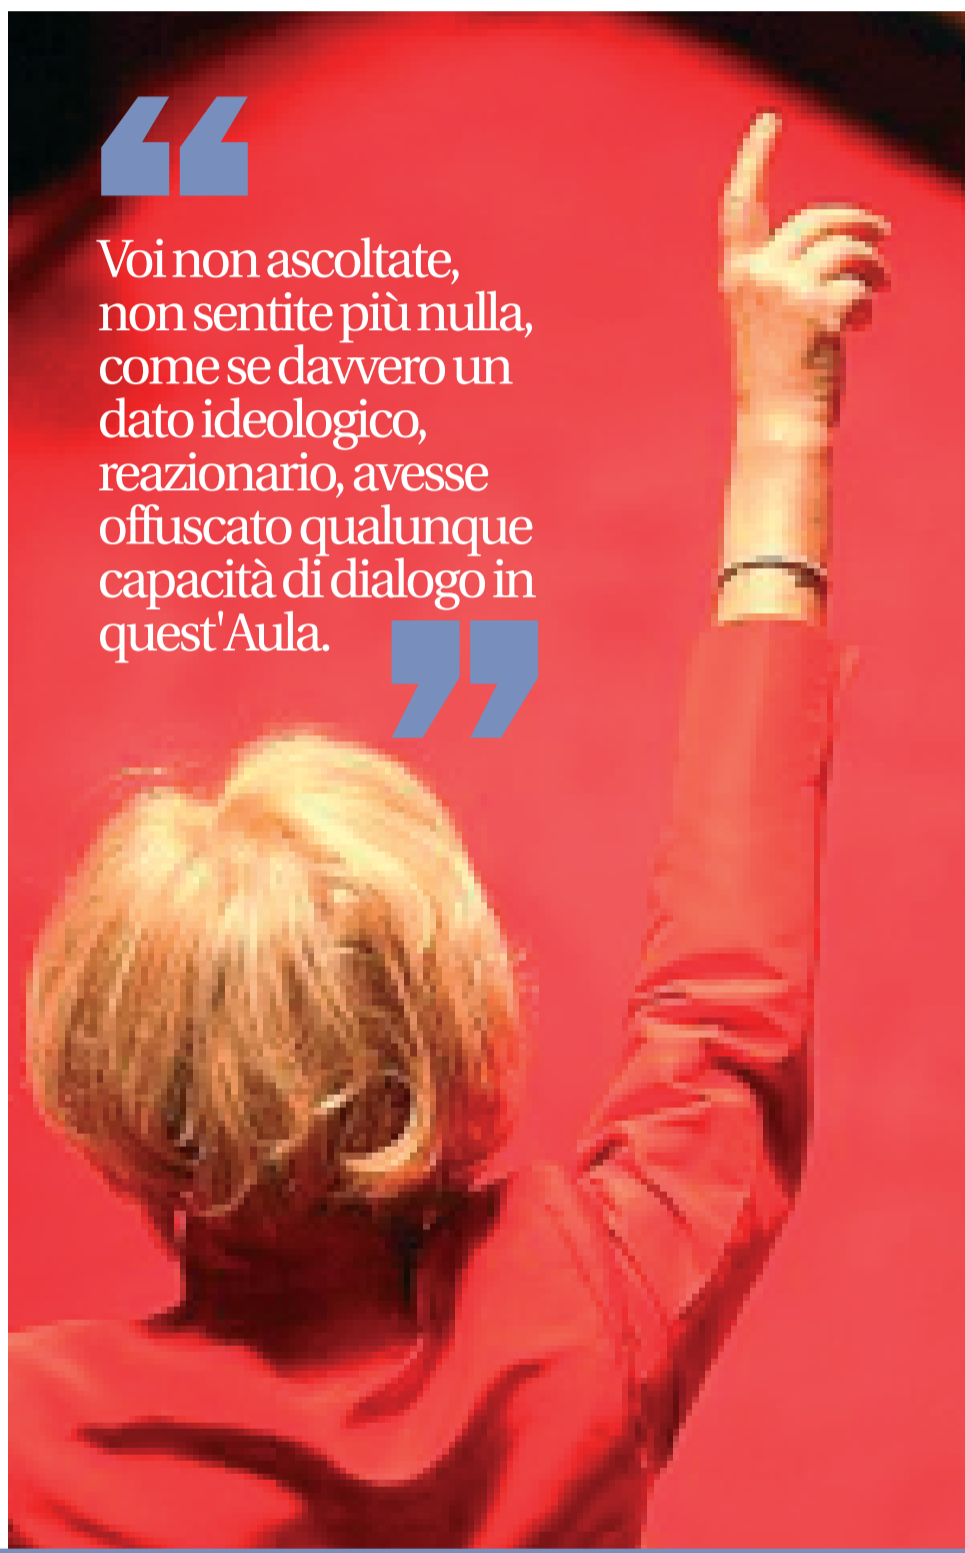 “
Voi non ascoltate,
non sentite più nulla,
come se davvero un
dato ideologico,
reazionario, avesse
offuscato qualunque
capacità di dialogo in
quest'Aula.
”